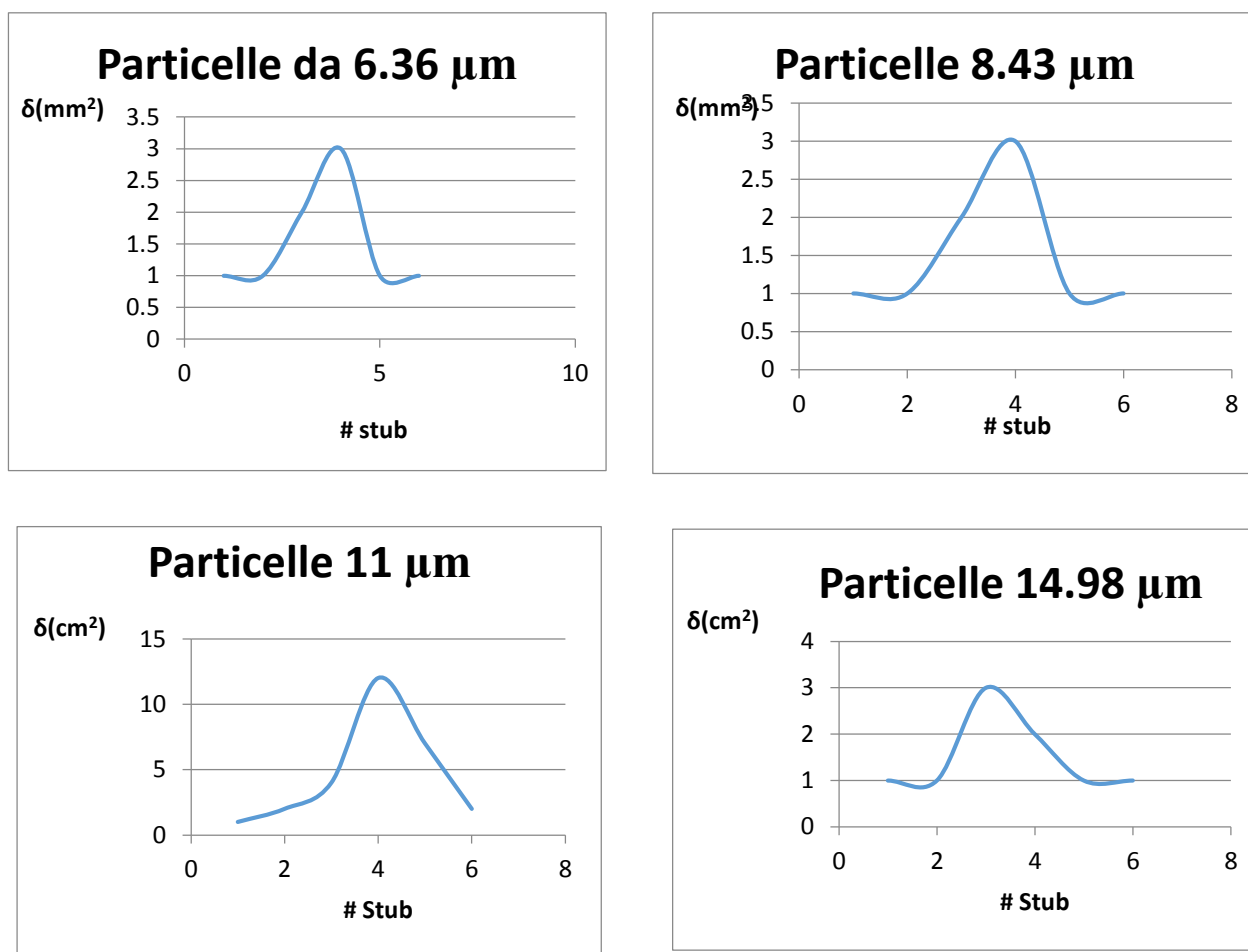 Particelle da 6.36 μm
δ(mm²)
3.5
3
2.5
2
1.5
1
0.5
0
0 5 10
# stub
Particelle 8.43 μm
δ(mm²)
3.5
3
2.5
2
1.5
1
0.5
0
0 2 4 6 8
# stub
Particelle 11 μm
δ(cm²)
15
10
5
0
0 2 4 6 8
# Stub
Particelle 14.98 μm
δ(cm²)
4
3
2
1
0
0 2 4 6 8
# Stub